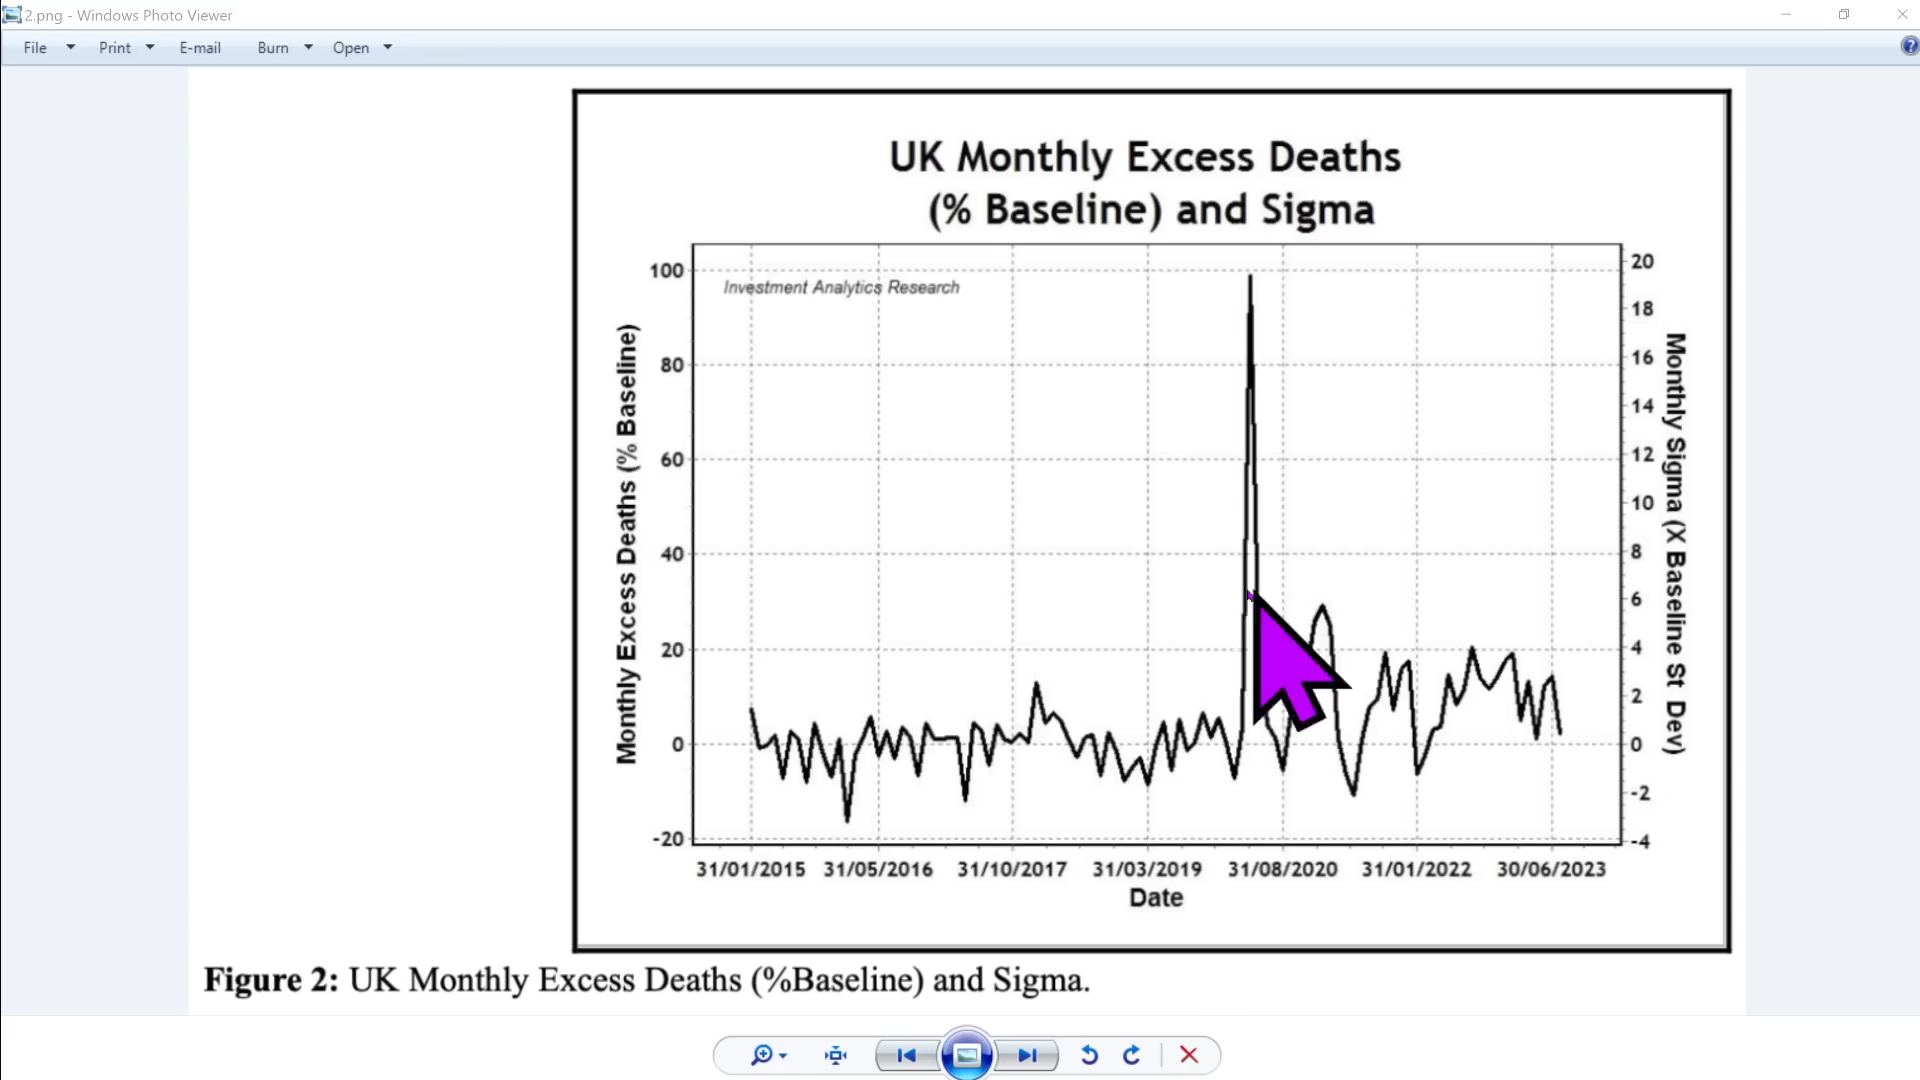 2.png - Windows Photo Viewer
File Print E-mail Burn Open
UK Monthly Excess Deaths
(% Baseline) and Sigma
Investment Analytics Research
Monthly Excess Deaths (% Baseline)
100
80
60
40
20
0
-20
20
18
16
14
12
10
8
6
4
2
0
-2
-4
Monthly Sigma (X Baseline St Dev)
31/01/2015 31/05/2016 31/10/2017 31/03/2019 31/08/2020 31/01/2022 30/06/2023
Date
Figure 2: UK Monthly Excess Deaths (%Baseline) and Sigma.